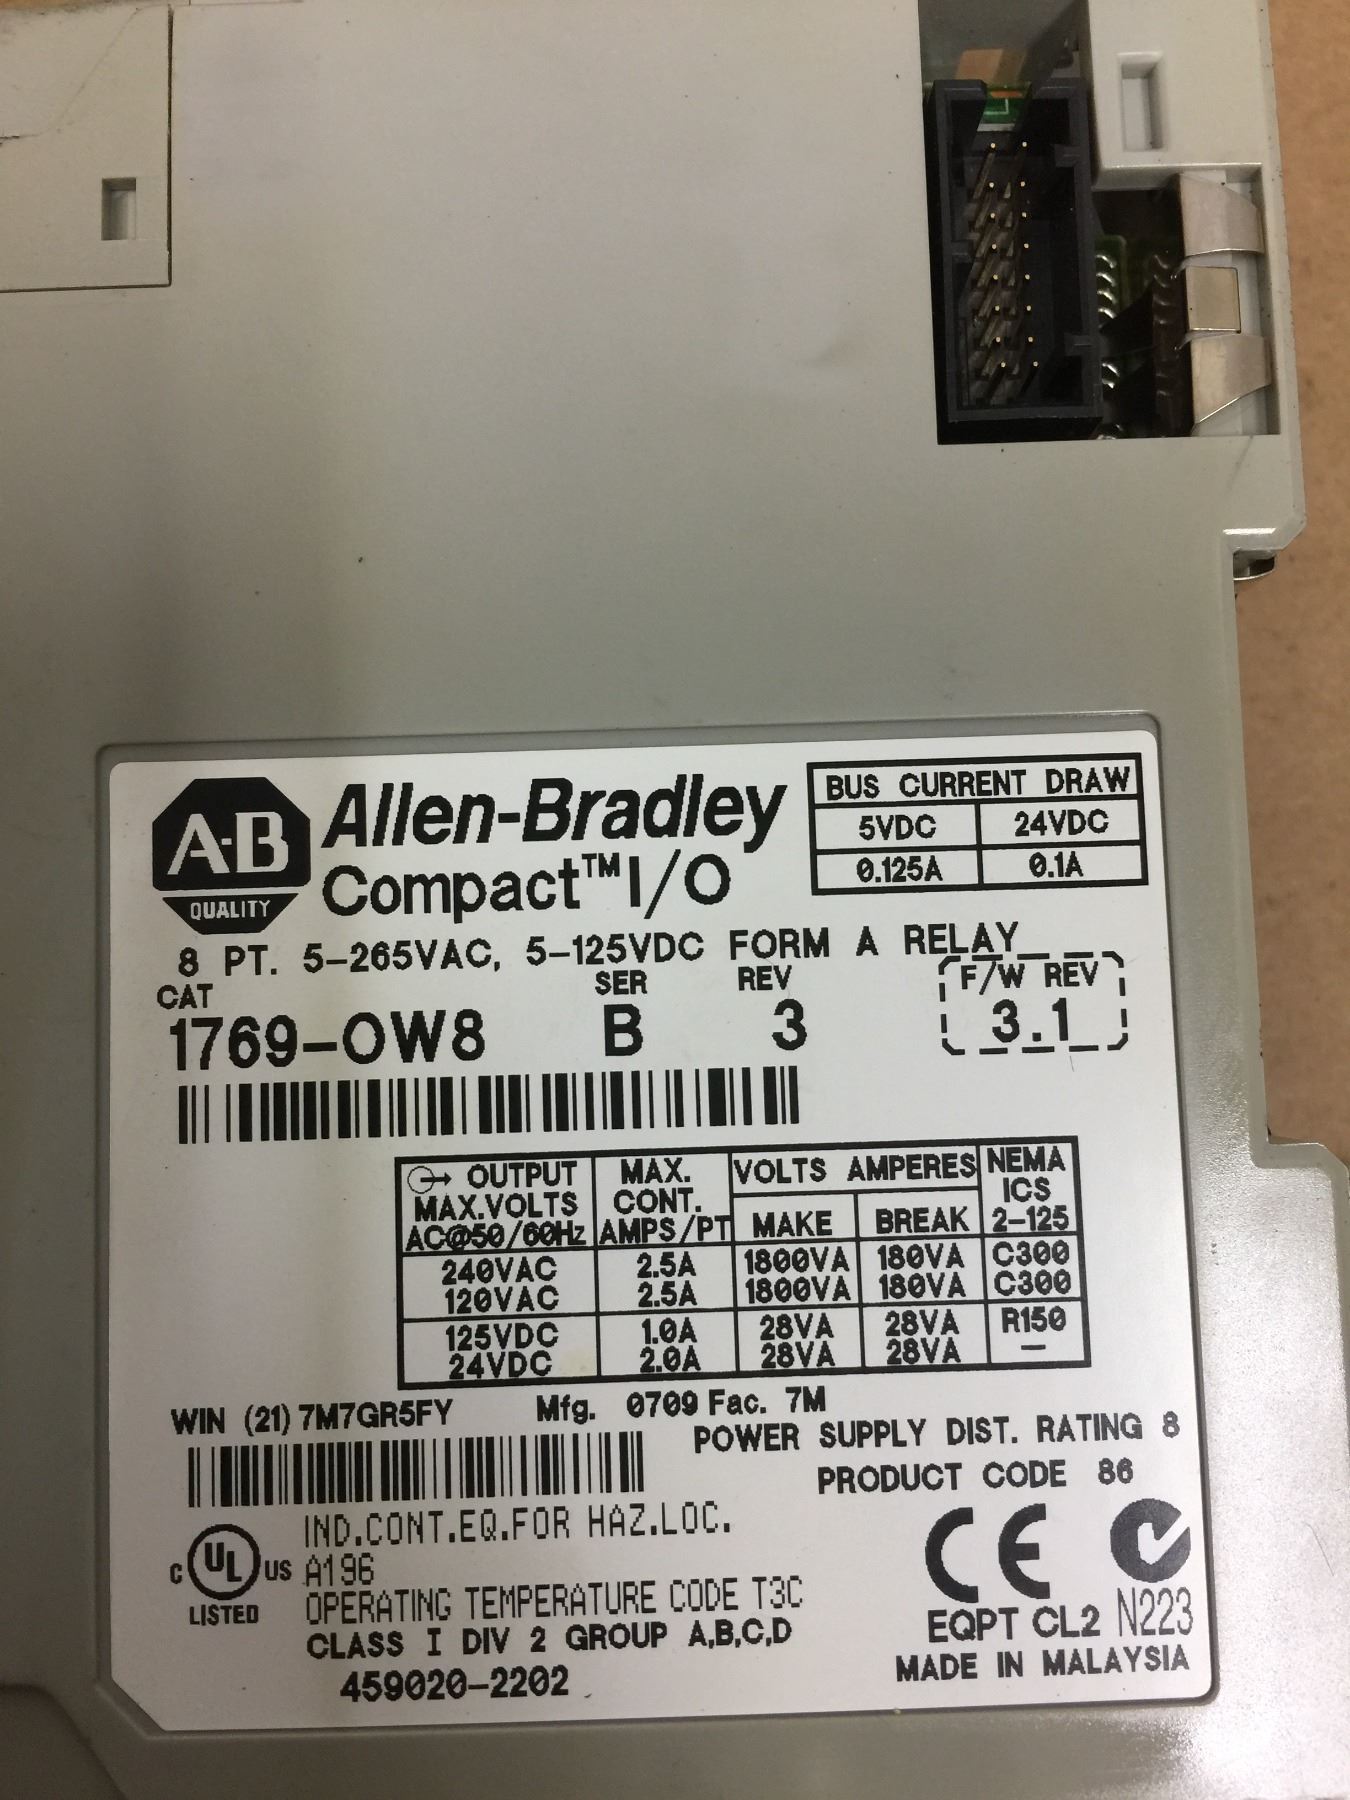 A-B
QUALITY
Allen-Bradley
Compact™ I/O
BUS CURRENT DRAW
5VDC 24VDC
0.125A 0.1A
8 PT. 5-265VAC, 5-125VDC FORM A RELAY
CAT SER REV F/W REV
1769-OW8 B 3 3.1
OUTPUT MAX. VOLTS AMPERES NEMA
MAX.VOLTS CONT. ICS
AC@50/60Hz AMPS/PT MAKE BREAK 2-125
240VAC 2.5A 1800VA 180VA C300
120VAC 2.5A 1800VA 180VA C300
125VDC 1.0A 28VA 28VA R150
24VDC 2.0A 28VA 28VA —
WIN (21) 7M7GR5FY Mfg. 0709 Fac. 7M
POWER SUPPLY DIST. RATING 8
PRODUCT CODE 86
IND.CONT.EQ.FOR HAZ.LOC.
C UL US A196
LISTED OPERATING TEMPERATURE CODE T3C
CLASS I DIV 2 GROUP A,B,C,D
459020-2202
CE
EQPT CL2 N223
MADE IN MALAYSIA